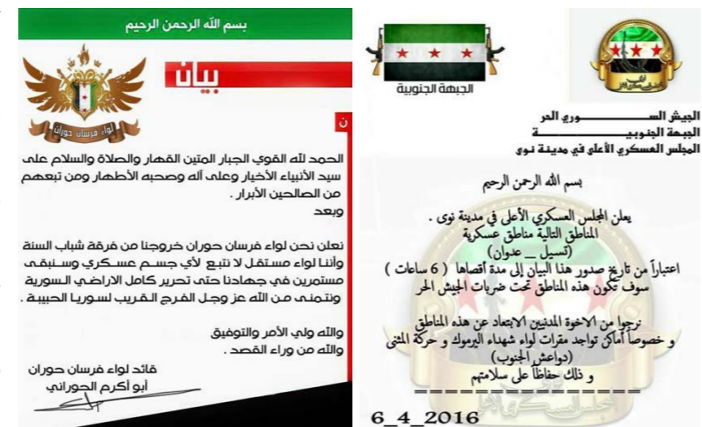 بسم الله الرحمن الرحيم
بيان
لواء فرسان حوران
ن
الحمد لله القوي الجبار المتين القهار والصلاة والسلام على
سيد الأنبياء الأخيار وعلى آله وصحبه الأطهار ومن تبعهم
من الصالحين الأبرار .
وبعد
نعلن نحن لواء فرسان حوران خروجنا من فرقة شباب السنة
وأننا لواء مستقل لا نتبع لأي جسم عسكري وسنبقى
مستمرين في جهادنا حتى تحرير كامل الاراضي السورية
ونتمنى من الله عز وجل الفرج القريب لسوريا الحبيبة .
والله ولي الأمر والتوفيق
والله من وراء القصد .
قائد لواء فرسان حوران
أبو أكرم الحوراني
الجبهة الجنوبية
الجيش الســـوري الحر
الجبهة الجنوبيـــة
المجلس العسكري الأعلى في مدينة نوى
بسم الله الرحمن الرحيم
يعلن المجلس العسكري الأعلى في مدينة نوى .
المناطق التالية مناطق عسكرية
(تسيل _ عدوان)
اعتباراً من تاريخ صدور هذا البيان إلى مدة أقصاها ( 6 ساعات )
سوف تكون هذه المناطق تحت ضربات الجيش الحر
نرجوا من الاخوة المدنيين الابتعاد عن هذه المناطق
و خصوصاً أماكن تواجد مقرات لواء شهداء اليرموك و حركة المثنى
(دواعش الجنوب)
و ذلك حفاظاً على سلامتهم
6_4_2016